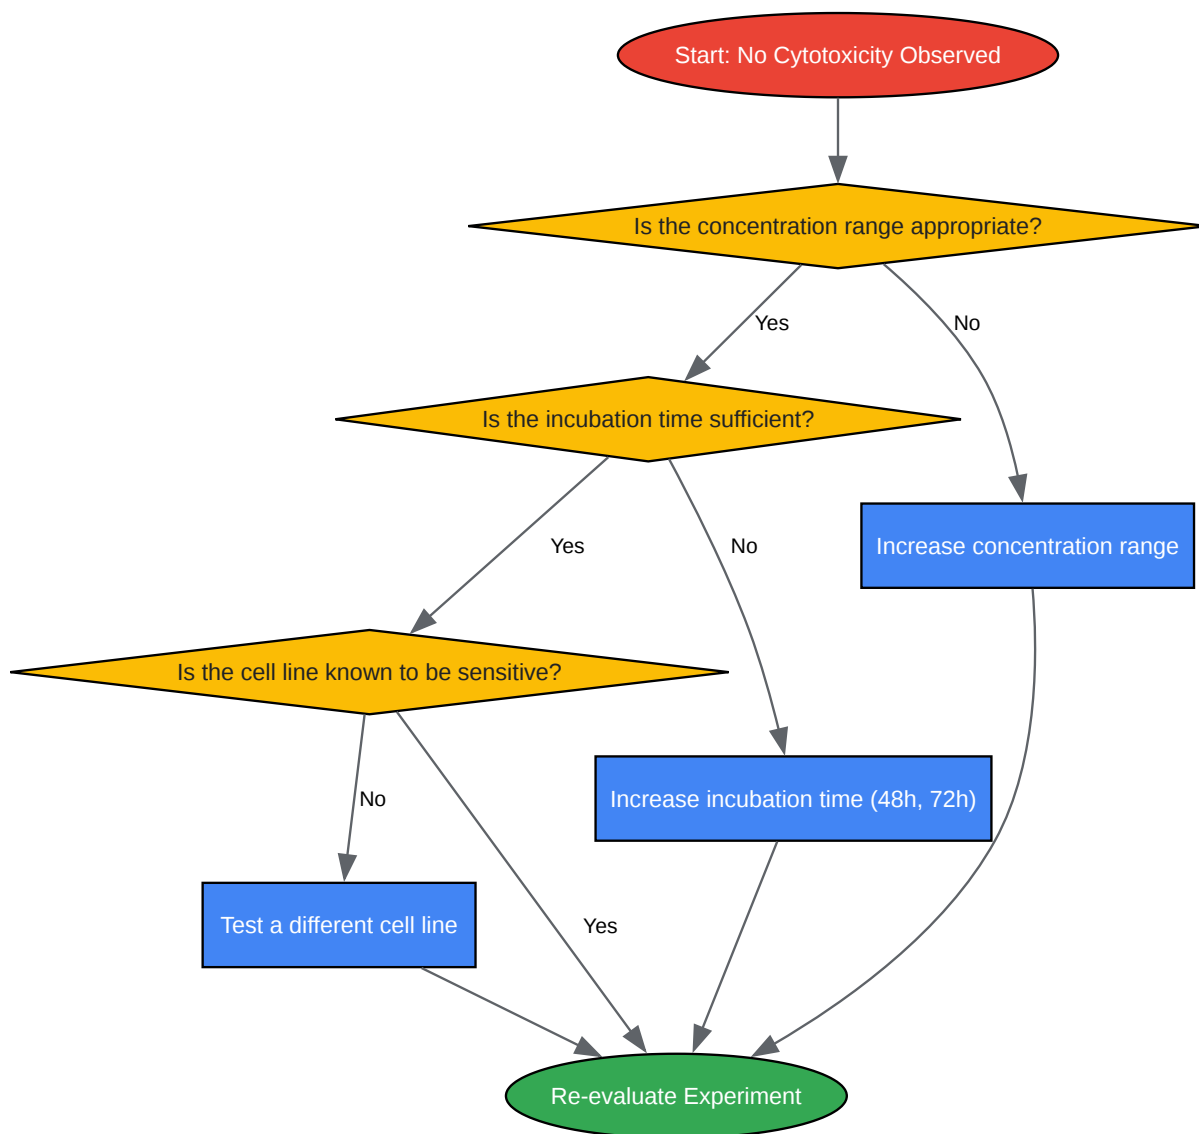 Start: No Cytotoxicity Observed
Is the concentration range appropriate?
Yes
No
Is the incubation time sufficient?
Yes
No
Increase concentration range
Is the cell line known to be sensitive?
No
Increase incubation time (48h, 72h)
Test a different cell line
Yes
Re-evaluate Experiment